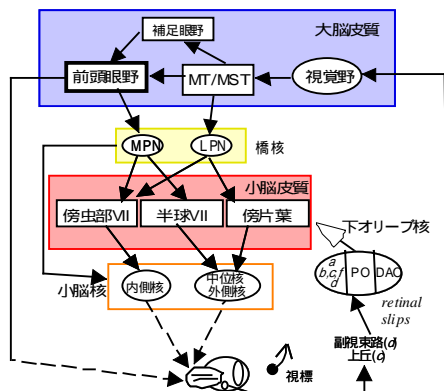 大脳皮質
補足眼野
前頭眼野
MT/MST
視覚野
MPN
LPN
橋核
小脳皮質
傍虫部VII
半球VII
傍片葉
下オリーブ核
a
b,c,f
d
PO
DAO
小脳核
内側核
中位核
外側核
retinal
slips
副視束路(d)
上丘(c)
視標